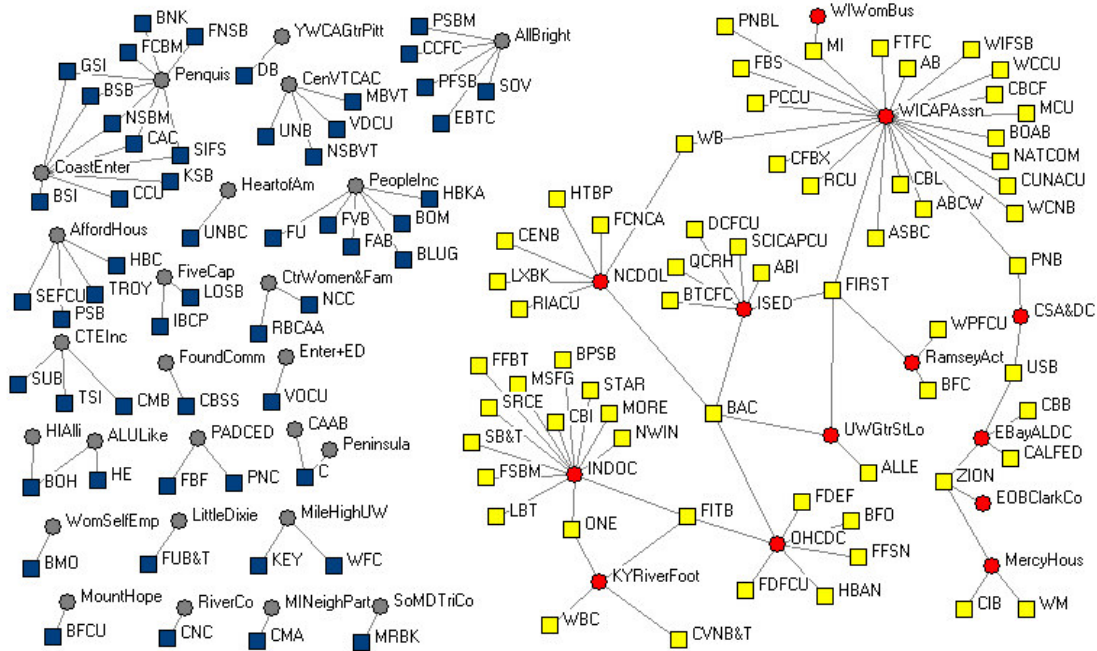 BNK
FNSB
YWCAGtrPitt
PSBM
AllBright
FCBM
CCFC
GSI
Penquis
DB
CenVTCAC
BSB
PFSB
SOV
MBVT
NSBM
EBTC
VDCU
CAC
UNB
SIFS
NSBVT
CoastEnter
KSB
CCU
BSI
HeartofAm
PeopleInc
HBKA
FVB
BOM
UNBC
FU
FAB
BLUG
AffordHous
HBC
FiveCap
CtrWomen&Fam
SEFCU
TROY
LOSB
NCC
PSB
IBCP
RBCAA
CTEInc
FoundComm
Enter+ED
SUB
TSI
CMB
CBSS
VOCU
HIAlli
ALULike
PADCED
CAAB
Peninsula
BOH
HE
FBF
PNC
C
WomSelfEmp
LittleDixie
MileHighUW
BMO
FUB&T
KEY
WFC
MountHope
RiverCo
MINeighPart
SoMDTriCo
BFCU
CNC
CMA
MRBK
WIWomBus
PNBL
MI
FTFC
WIFSB
FBS
AB
WCCU
PCCU
CBCF
WICAPAssn
MCU
BOAB
WB
NATCOM
CFBX
RCU
CBL
CUNACU
ABCW
WCNB
ASBC
HTBP
FCNCA
DCFCU
CENB
SCICAPCU
QCRH
ABI
LXBK
NCDOL
PNB
BTCFC
ISED
FIRST
RIACU
CSA&DC
WPFCU
RamseyAct
FFBT
BPSB
USB
MSFG
STAR
BFC
SRCE
CBI
MORE
BAC
CBB
SB&T
NWIN
UWGtrStLo
EBayALDC
CALFED
FSBM
INDOC
ALLE
ZION
EOBClarkCo
LBT
FITB
FDEF
ONE
BFO
OHCDC
FFSN
KYRiverFoot
MercyHous
FDFCU
HBAN
WBC
CVNB&T
CIB
WM